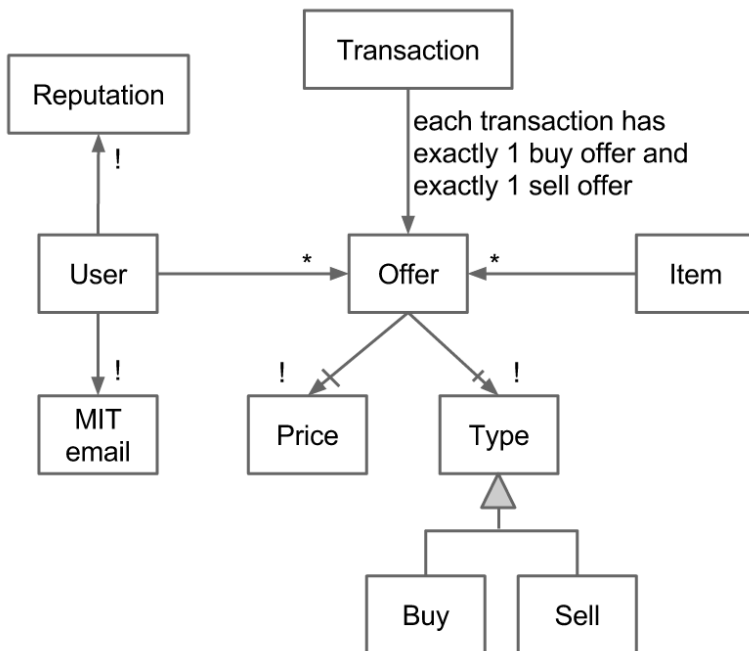 Transaction
Reputation
each transaction has
exactly 1 buy offer and
exactly 1 sell offer
!
User
*
Offer
*
Item
!
!
!
MIT
email
Price
Type
Buy
Sell